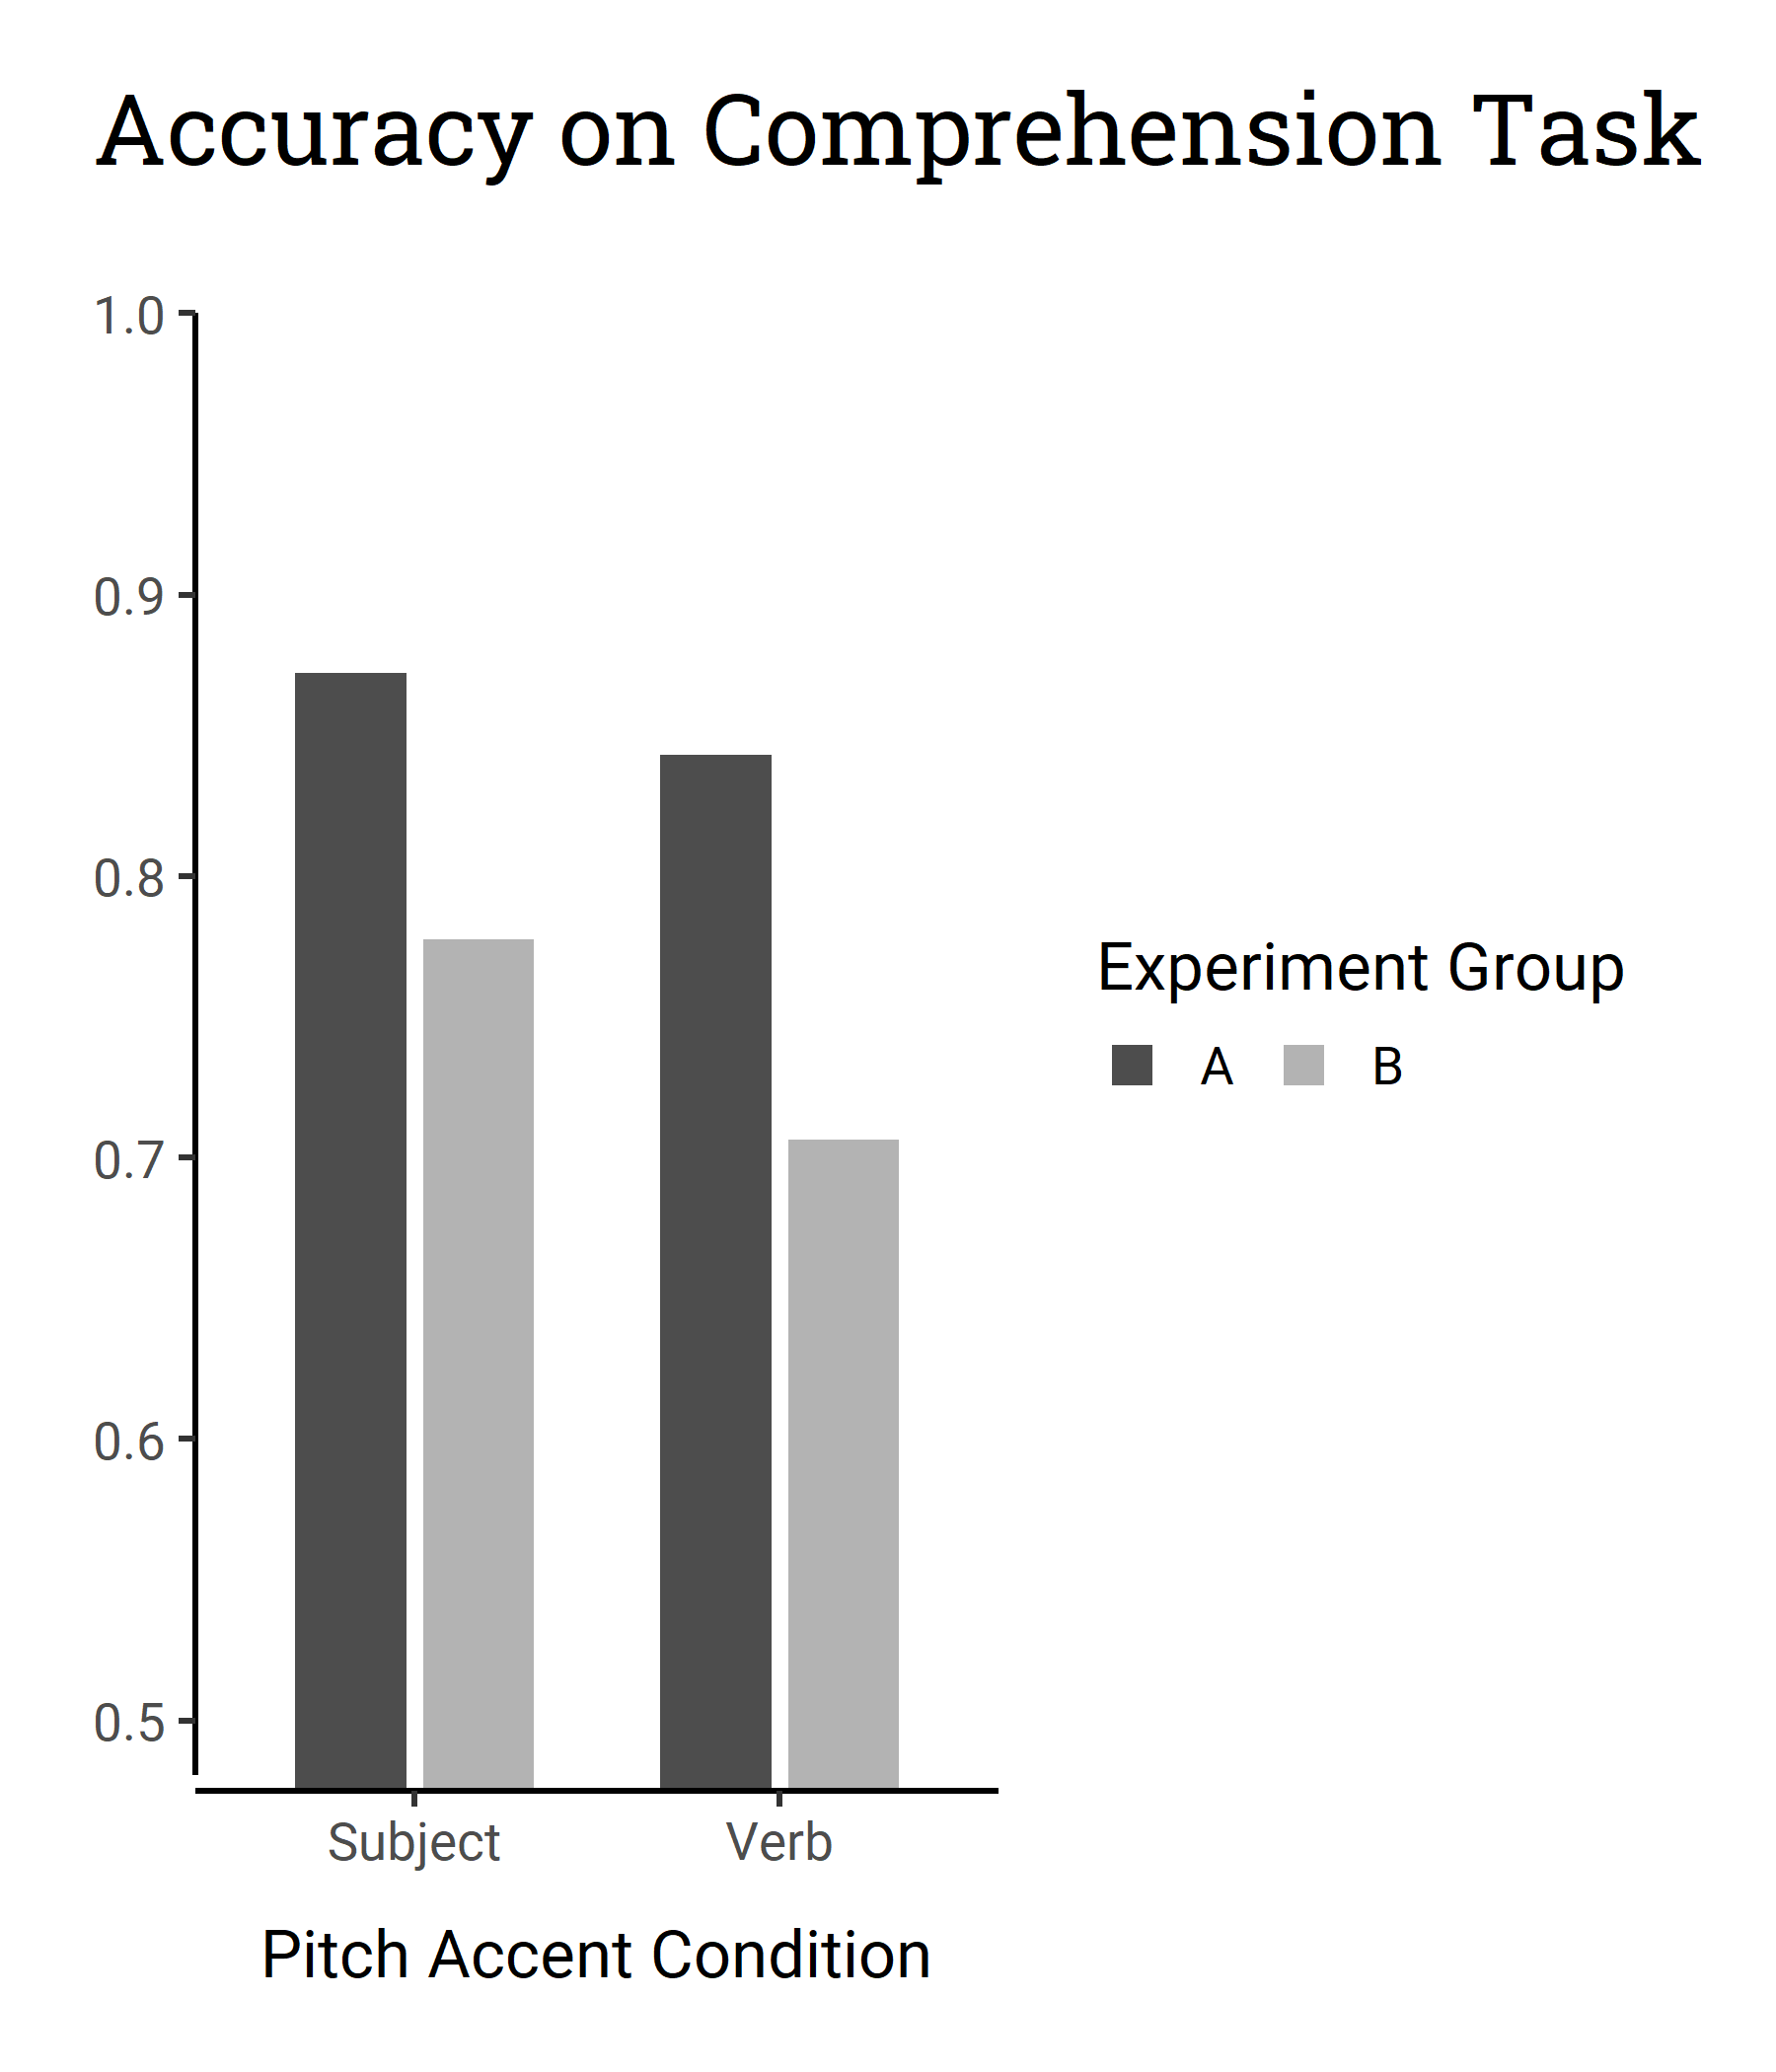 Accuracy on Comprehension Task
1.0
0.9
0.8
0.7
0.6
0.5
Subject Verb
Pitch Accent Condition
Experiment Group
A B